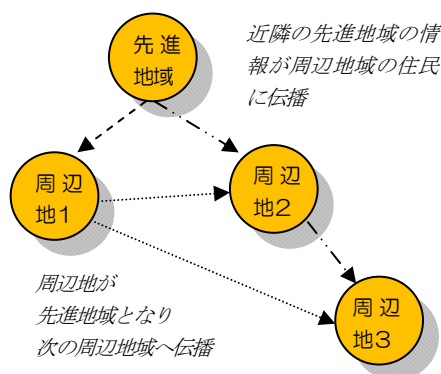 先進
地域
近隣の先進地域の情
報が周辺地域の住民
に伝播
周辺
地1
周辺
地2
周辺地が
先進地域となり
次の周辺地域へ伝播
周辺
地3